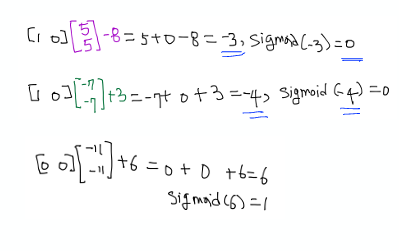 [1 0] [5 5] -8 = 5+0-8 = -3, sigmoid(-3)=0
[1 0] [-7 -7] +3 = -7+ 0+3 = -4, sigmoid(-4)=0
[0 0] [-11 -11] +6 = 0+0 +6=6
sigmoid(6)=1